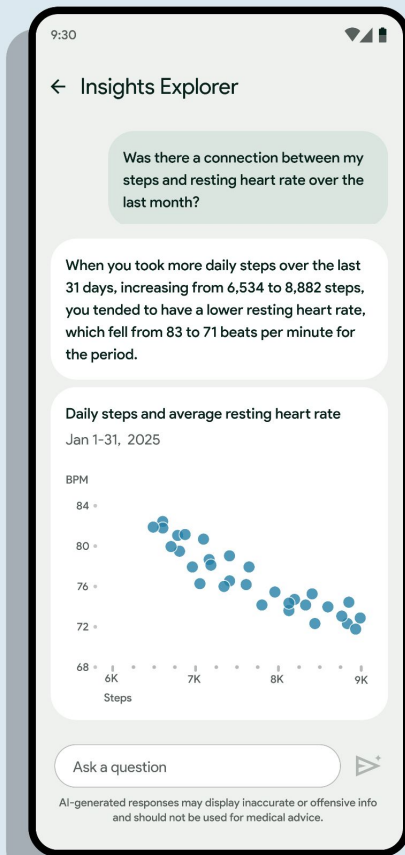 9:30
Insights Explorer
Was there a connection between my
steps and resting heart rate over the
last month?
When you took more daily steps over the last
31 days, increasing from 6,534 to 8,882 steps,
you tended to have a lower resting heart rate,
which fell from 83 to 71 beats per minute for
the period.
Daily steps and average resting heart rate
Jan 1-31, 2025
BPM
84
80
76
72
68
6K 7K 8K 9K
Steps
Ask a question
AI-generated responses may display inaccurate or offensive info
and should not be used for medical advice.